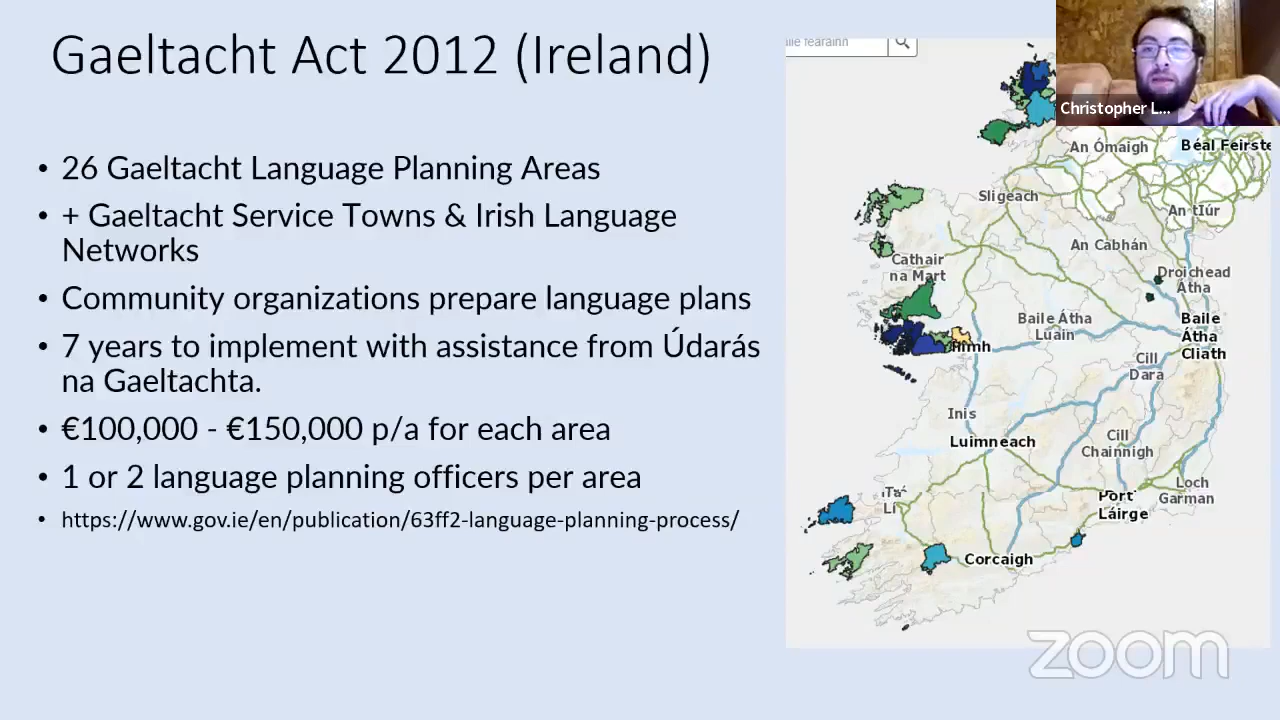 Gaeltacht Act 2012 (Ireland)
• 26 Gaeltacht Language Planning Areas
• + Gaeltacht Service Towns & Irish Language
Networks
• Community organizations prepare language plans
• 7 years to implement with assistance from Údarás
na Gaeltachta.
• €100,000 - €150,000 p/a for each area
• 1 or 2 language planning officers per area
• https://www.gov.ie/en/publication/63ff2-language-planning-process/
fearainn
Christopher L...
An Ómaigh
Béal Feirste
Sligeach
An tIúr
An Cabhán
Cathair
na Mart
Droichead
Átha
Baile Átha
Luain
Baile
Átha
Cliath
Cill
Dara
Inis
Luimneach
Cill
Chainnigh
Loch
Garman
Port
Láirge
Corcaigh
zoom